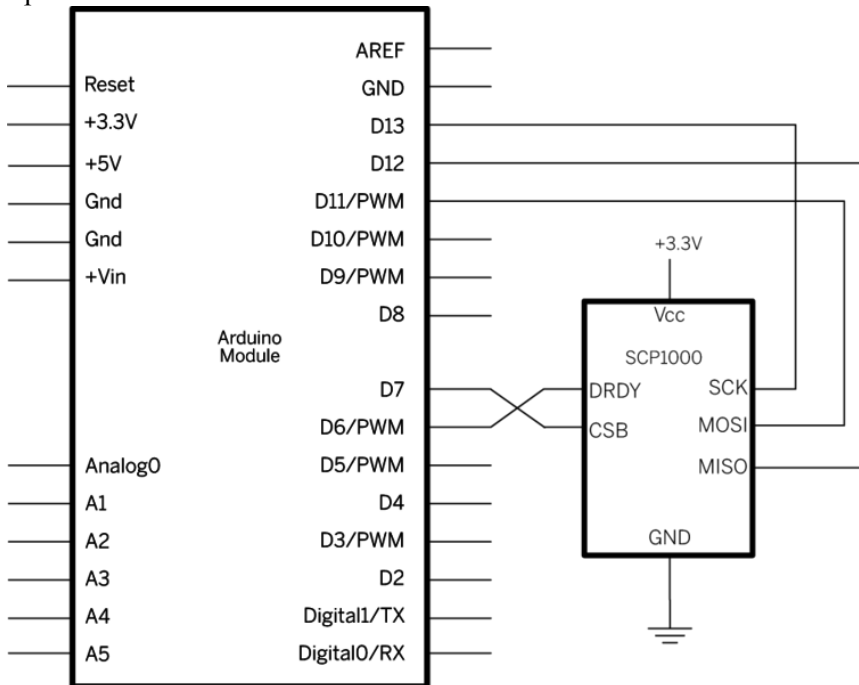 AREF
Reset
GND
+3.3V
D13
+5V
D12
Gnd
D11/PWM
Gnd
D10/PWM
+Vin
D9/PWM
D8
Arduino
Module
D7
D6/PWM
Analog0
D5/PWM
A1
D4
A2
D3/PWM
A3
D2
A4
Digital1/TX
A5
Digital0/RX
+3.3V
Vcc
SCP1000
DRDY
SCK
CSB
MOSI
MISO
GND